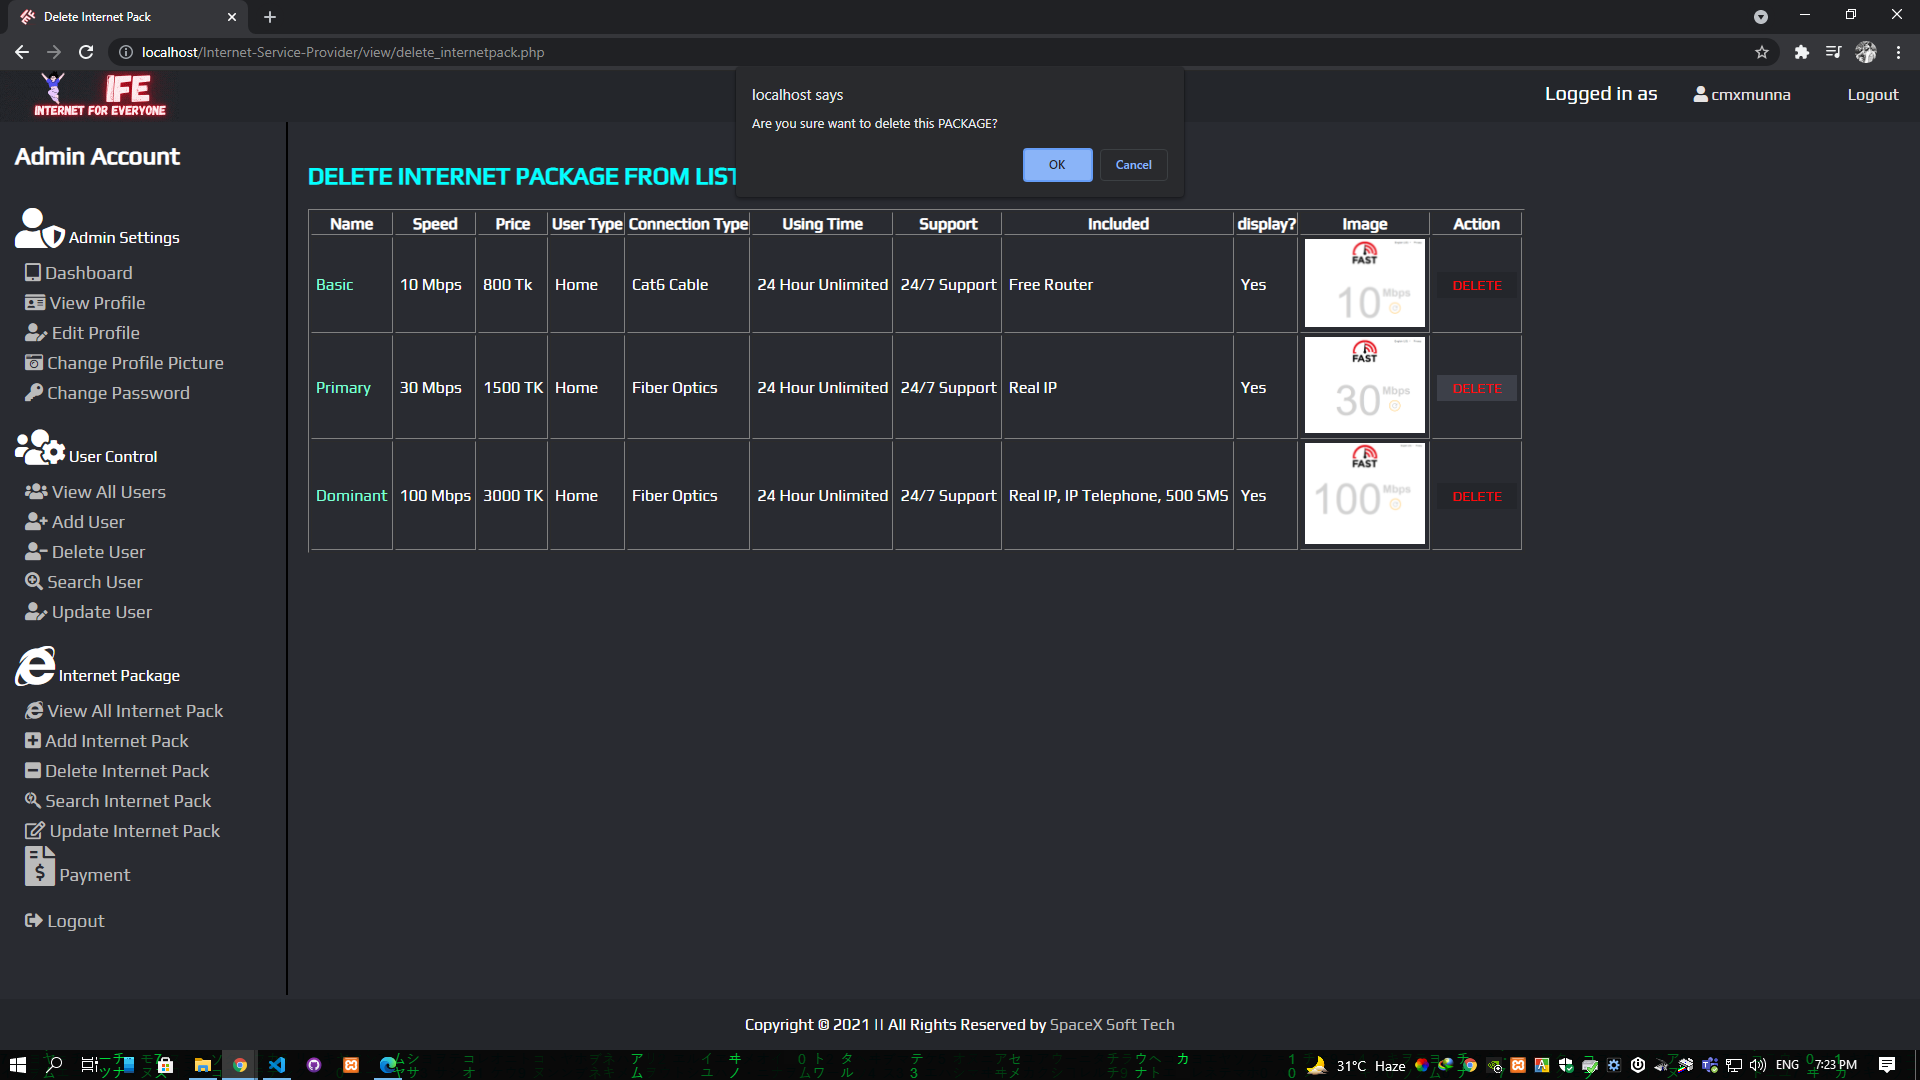 Delete Internet Pack
localhost/Internet-Service-Provider/view/delete_internetpack.php
IFE
INTERNET FOR EVERYONE
Logged in as
cmxmunna
Logout
localhost says
Are you sure want to delete this PACKAGE?
OK
Cancel
Admin Account
Admin Settings
Dashboard
View Profile
Edit Profile
Change Profile Picture
Change Password
User Control
View All Users
Add User
Delete User
Search User
Update User
Internet Package
View All Internet Pack
Add Internet Pack
Delete Internet Pack
Search Internet Pack
Update Internet Pack
Payment
Logout
DELETE INTERNET PACKAGE FROM LIST
Name Speed Price User Type Connection Type Using Time Support Included display? Image Action
Basic 10 Mbps 800 Tk Home Cat6 Cable 24 Hour Unlimited 24/7 Support Free Router Yes FAST 10 Mbps DELETE
Primary 30 Mbps 1500 TK Home Fiber Optics 24 Hour Unlimited 24/7 Support Real IP Yes FAST 30 Mbps DELETE
Dominant 100 Mbps 3000 TK Home Fiber Optics 24 Hour Unlimited 24/7 Support Real IP, IP Telephone, 500 SMS Yes FAST 100 Mbps DELETE
Copyright © 2021 || All Rights Reserved by SpaceX Soft Tech
31°C Haze
ENG
7:23 PM